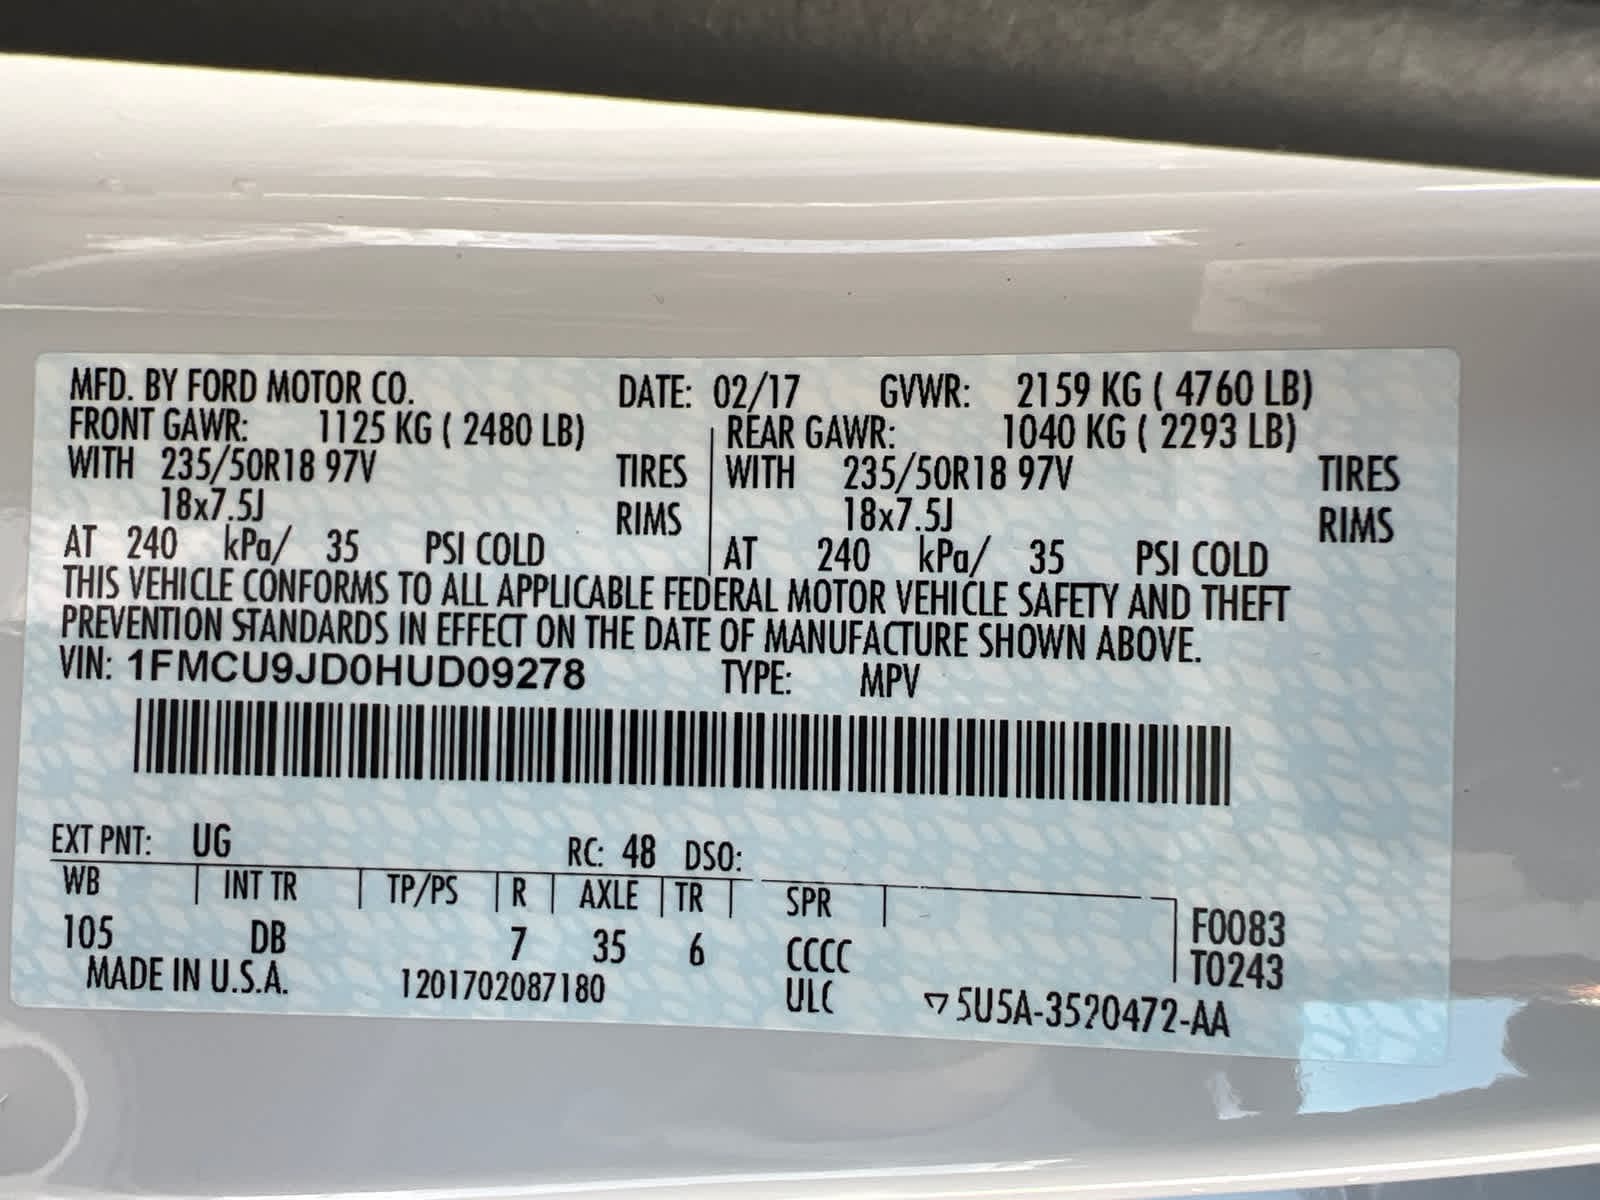 MFD. BY FORD MOTOR CO. DATE: 02/17 GVWR: 2159 KG ( 4760 LB)
FRONT GAWR: 1125 KG ( 2480 LB) REAR GAWR: 1040 KG ( 2293 LB)
WITH 235/50R18 97V TIRES WITH 235/50R18 97V TIRES
18x7.5J RIMS 18x7.5J RIMS
AT 240 kPa/ 35 PSI COLD AT 240 kPa/ 35 PSI COLD
THIS VEHICLE CONFORMS TO ALL APPLICABLE FEDERAL MOTOR VEHICLE SAFETY AND THEFT
PREVENTION STANDARDS IN EFFECT ON THE DATE OF MANUFACTURE SHOWN ABOVE.
VIN: 1FMCU9JD0HUD09278 TYPE: MPV
EXT PNT: UG RC: 48 DSO:
WB INT TR TP/PS R AXLE TR SPR F0083
105 DB 7 35 6 CCCC T0243
MADE IN U.S.A. 1201702087180 ULC ▽5U5A-3520472-AA